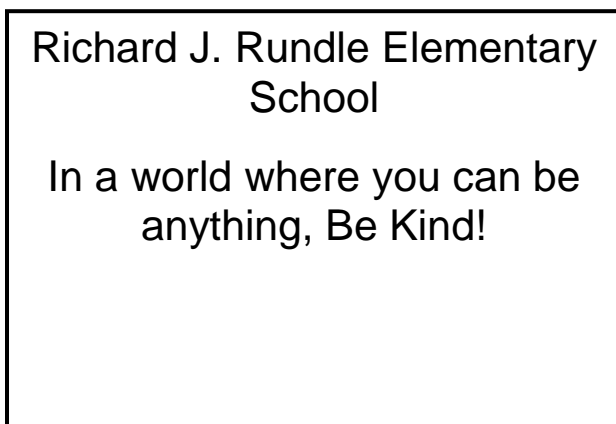 Richard J. Rundle Elementary
School
In a world where you can be
anything, Be Kind!